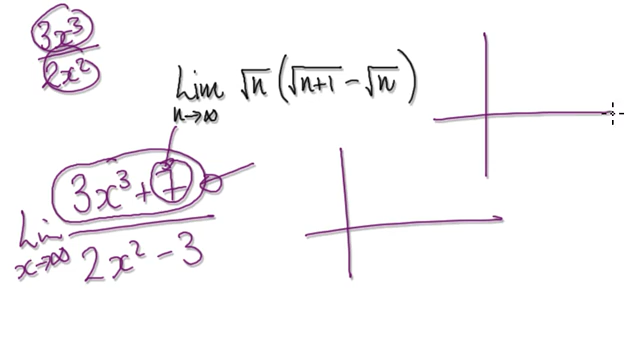 3x³
2x²
Lim √n (√n+1 − √n)
n→∞
3x³ + 7
Lim
x→∞ 2x² − 3